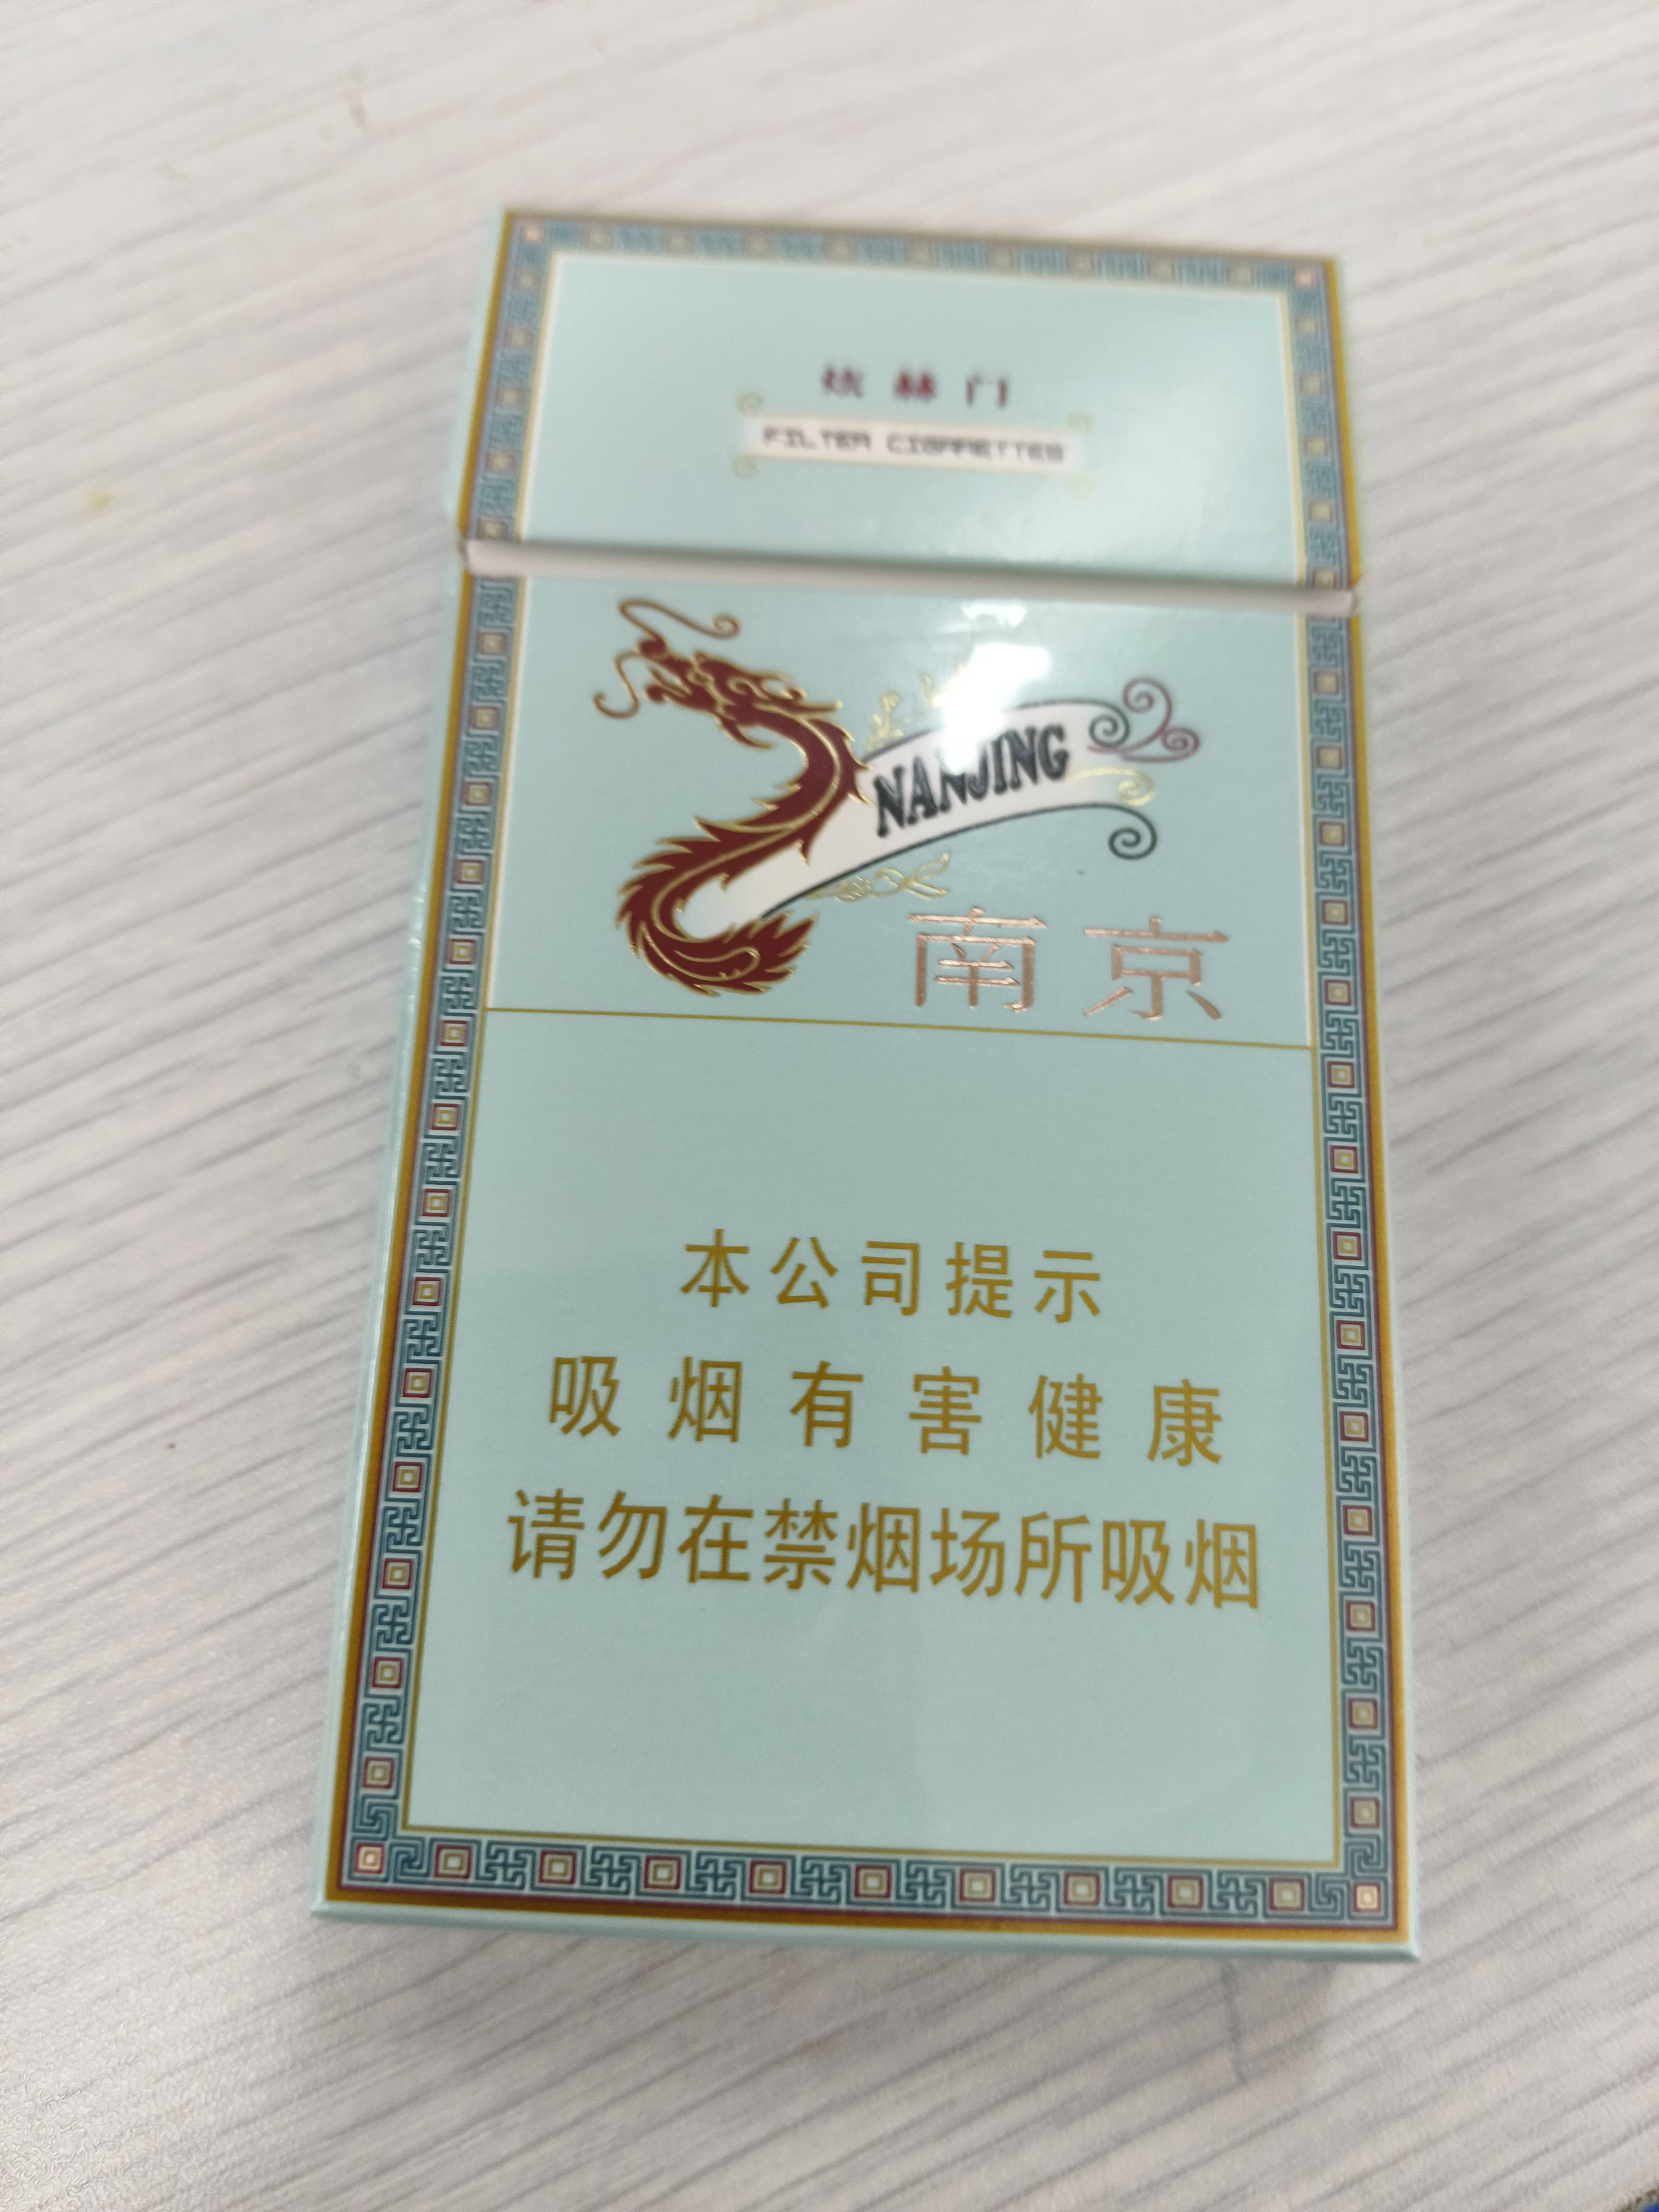 炫赫门
FILTER CIGARETTES
NANJING
南京
本公司提示
吸烟有害健康
请勿在禁烟场所吸烟